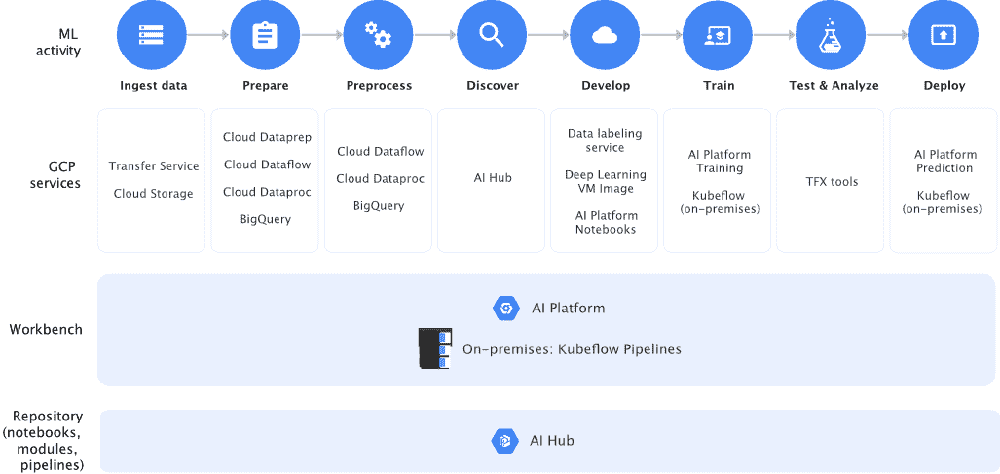 ML
activity
Ingest data
Prepare
Preprocess
Discover
Develop
Train
Test & Analyze
Deploy
GCP
services
Transfer Service
Cloud Storage
Cloud Dataprep
Cloud Dataflow
Cloud Dataproc
BigQuery
Cloud Dataflow
Cloud Dataproc
BigQuery
AI Hub
Data labeling
service
Deep Learning
VM Image
AI Platform
Notebooks
AI Platform
Training
Kubeflow
(on-premises)
TFX tools
AI Platform
Prediction
Kubeflow
(on-premises)
Workbench
AI Platform
On-premises: Kubeflow Pipelines
Repository
(notebooks,
modules,
pipelines)
AI Hub